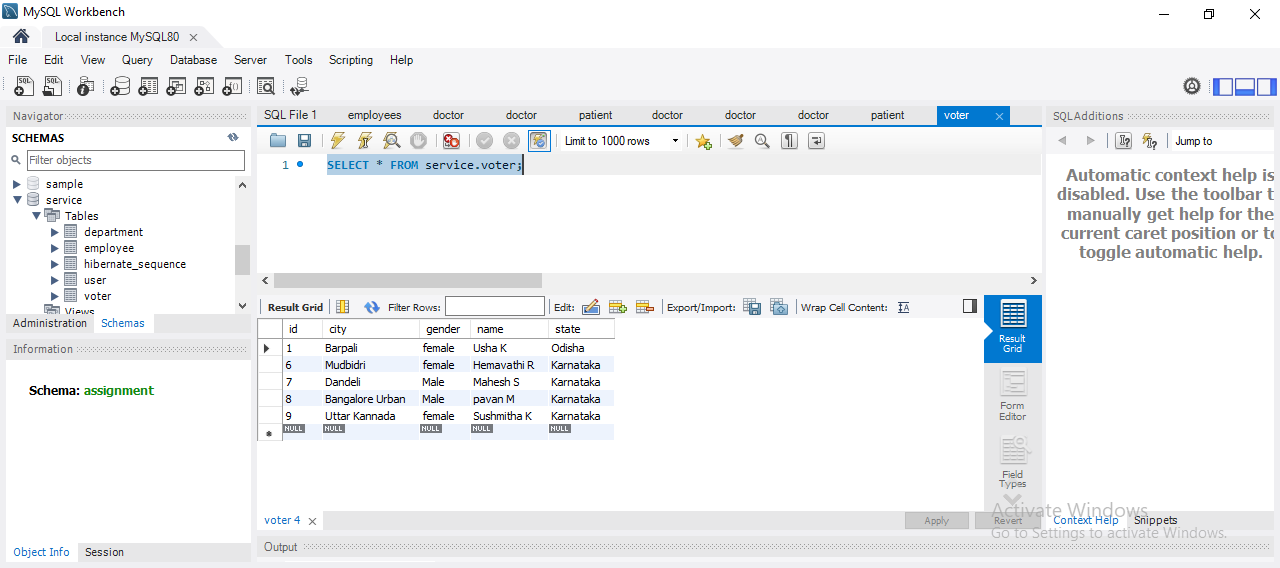 MySQL Workbench
Local instance MySQL80
File Edit View Query Database Server Tools Scripting Help
Navigator
SCHEMAS
Filter objects
sample
service
Tables
department
employee
hibernate_sequence
user
voter
Views
Administration Schemas
Information
Schema: assignment
Object Info Session
SQL File 1 employees doctor doctor patient doctor doctor doctor patient voter
Limit to 1000 rows
1 SELECT * FROM service.voter;
Result Grid Filter Rows: Edit: Export/Import: Wrap Cell Content:
id city gender name state
1 Barpali female Usha K Odisha
6 Mudbidri female Hemavathi R Karnataka
7 Dandeli Male Mahesh S Karnataka
8 Bangalore Urban Male pavan M Karnataka
9 Uttar Kannada female Sushmitha K Karnataka
NULL NULL NULL NULL NULL
Result
Grid
Form
Editor
Field
Types
voter 4
Apply Revert
Output
SQLAdditions
Jump to
Automatic context help is
disabled. Use the toolbar t
manually get help for the
current caret position or to
toggle automatic help.
Context Help Snippets
Activate Windows
Go to Settings to activate Windows.